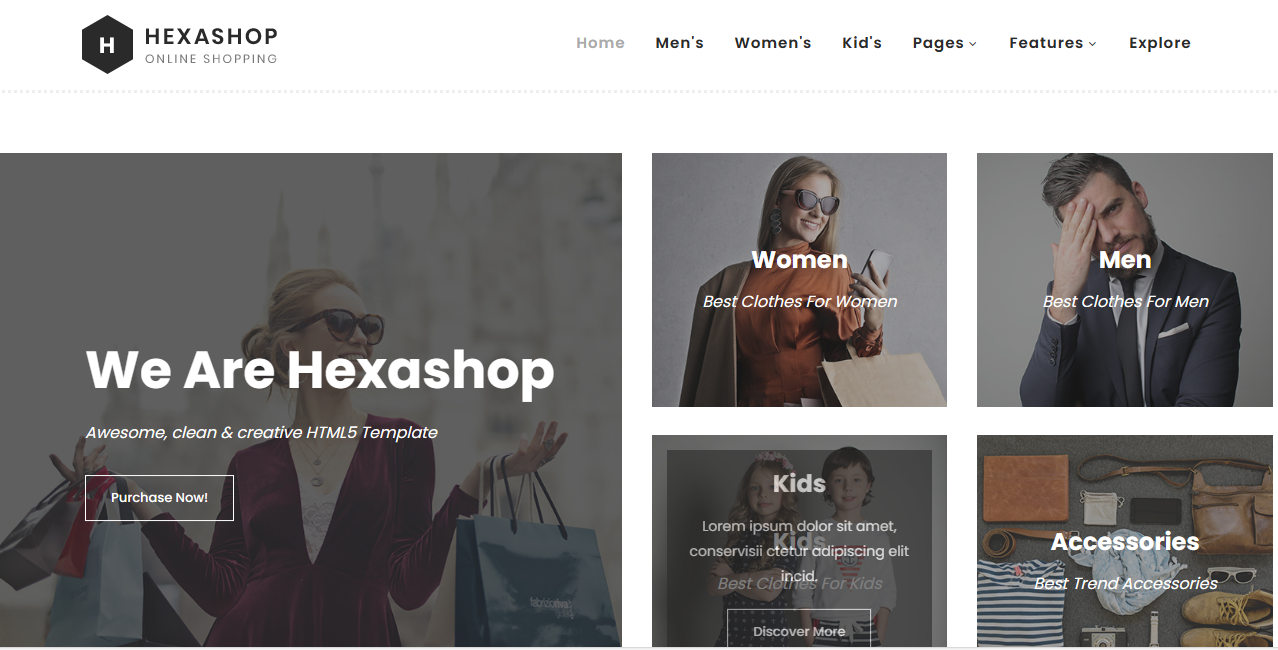 H
HEXASHOP
ONLINE SHOPPING
Home
Men's
Women's
Kid's
Pages
Features
Explore
We Are Hexashop
Awesome, clean & creative HTML5 Template
Purchase Now!
Women
Best Clothes For Women
Men
Best Clothes For Men
Kids
Lorem ipsum dolor sit amet,
conservisii ctetur adipiscing elit
incid.
Kids
Best Clothes For Kids
Discover More
Accessories
Best Trend Accessories